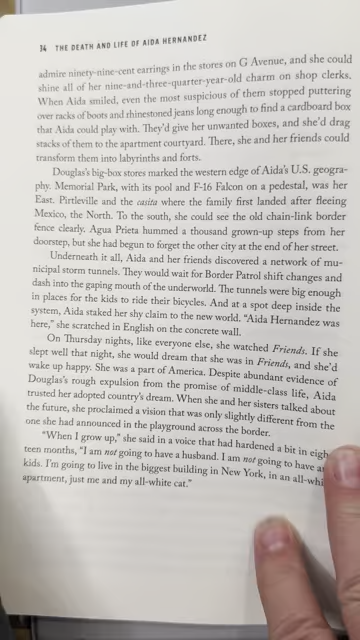 34 THE DEATH AND LIFE OF AIDA HERNANDEZ
admire ninety-nine-cent earrings in the stores on G Avenue, and she could
shine all of her nine-and-three-quarter-year-old charm on shop clerks.
When Aida smiled, even the most suspicious of them stopped puttering
over racks of boots and rhinestoned jeans long enough to find a cardboard box
that Aida could play with. They'd give her unwanted boxes, and she'd drag
stacks of them to the apartment courtyard. There, she and her friends could
transform them into labyrinths and forts.
Douglas's big-box stores marked the western edge of Aida's U.S. geogra-
phy. Memorial Park, with its pool and F-16 Falcon on a pedestal, was her
East. Pirtleville and the casita where the family first landed after fleeing
Mexico, the North. To the south, she could see the old chain-link border
fence clearly. Agua Prieta hummed a thousand grown-up steps from her
doorstep, but she had begun to forget the other city at the end of her street.
Underneath it all, Aida and her friends discovered a network of mu-
nicipal storm tunnels. They would wait for Border Patrol shift changes and
dash into the gaping mouth of the underworld. The tunnels were big enough
in places for the kids to ride their bicycles. And at a spot deep inside the
system, Aida staked her shy claim to the new world. "Aida Hernandez was
here," she scratched in English on the concrete wall.
On Thursday nights, like everyone else, she watched Friends. If she
slept well that night, she would dream that she was in Friends, and she'd
wake up happy. She was a part of America. Despite abundant evidence of
Douglas's rough expulsion from the promise of middle-class life, Aida
trusted her adopted country's dream. When she and her sisters talked about
the future, she proclaimed a vision that was only slightly different from the
one she had announced in the playground across the border.
"When I grow up," she said in a voice that had hardened a bit in eigh-
teen months, "I am not going to have a husband. I am not going to have
kids. I'm going to live in the biggest building in New York, in an
apartment, just me and my all-white cat."